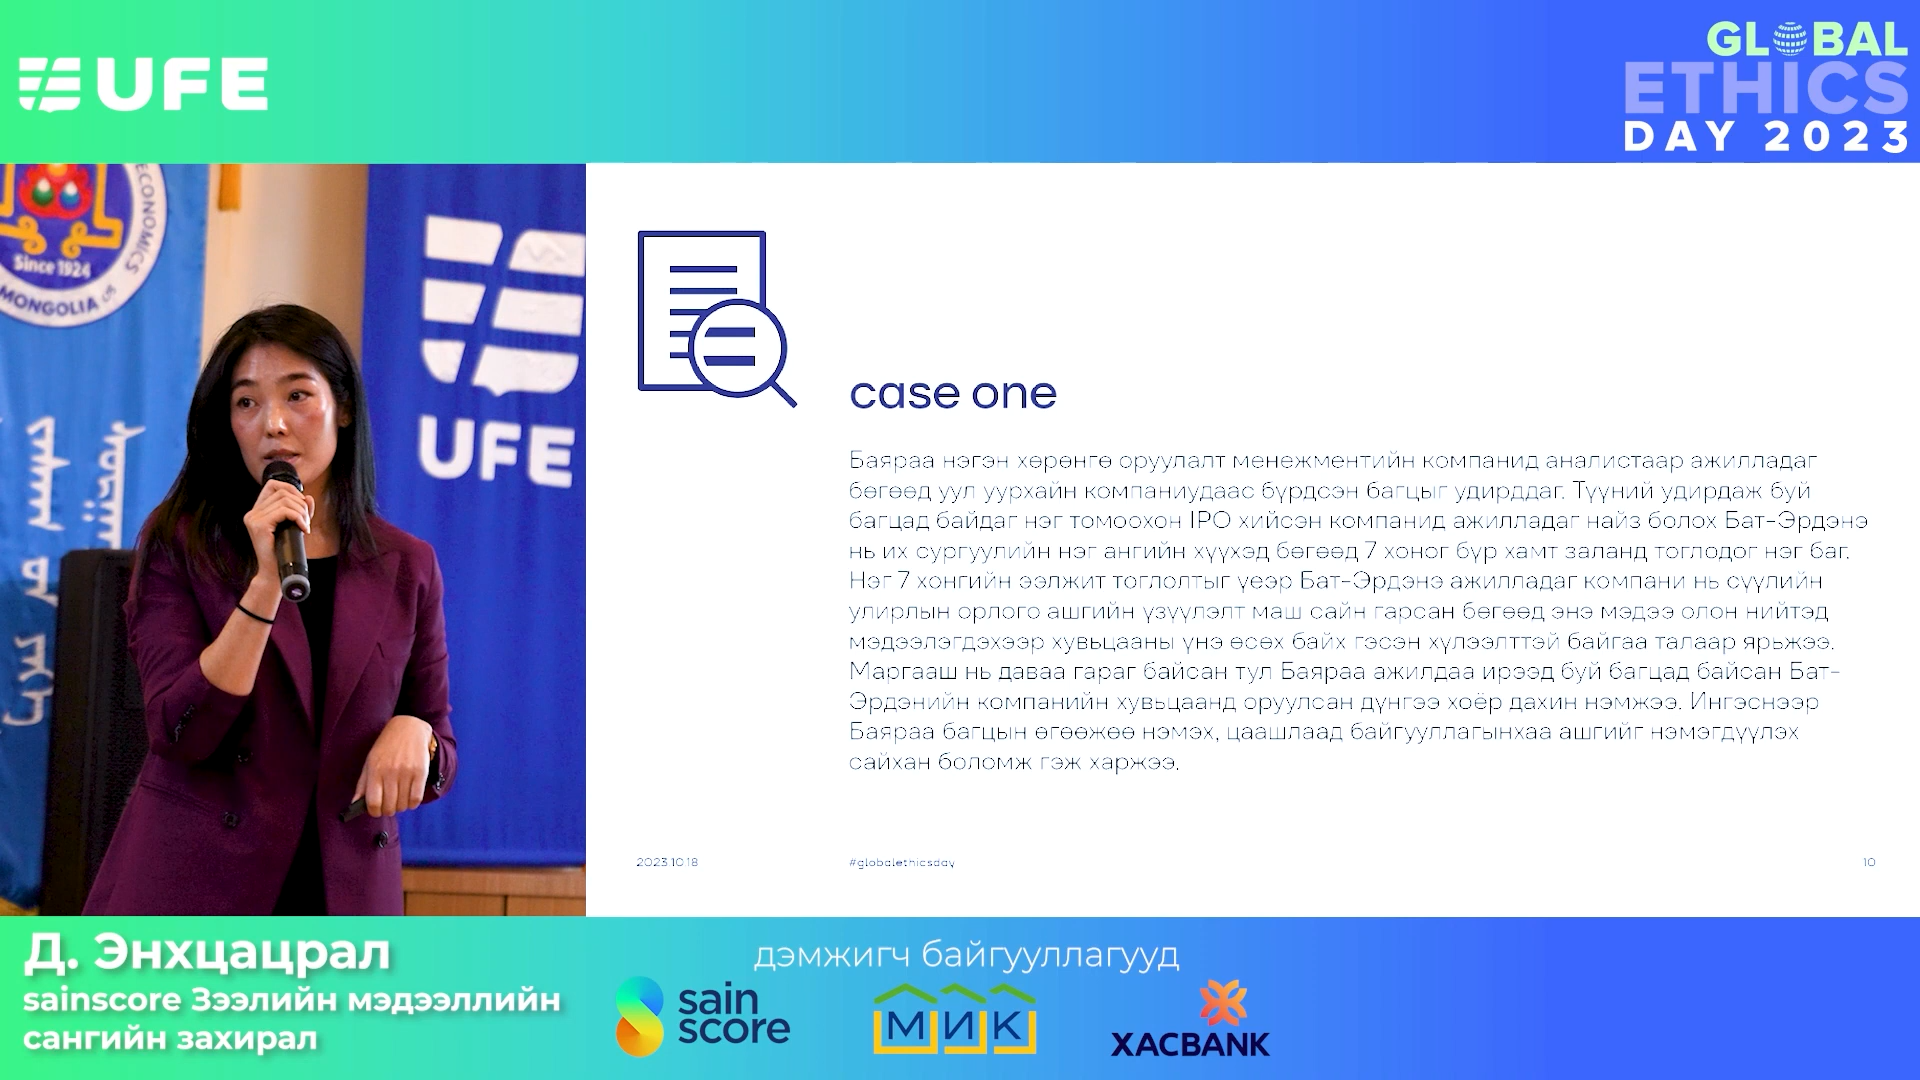 UFE
GLOBAL
ETHICS
DAY 2023
ECONOMICS
Since 1924
MONGOLIA
UFE
case one
Баяраа нэгэн хөрөнгө оруулалт менежментийн компанид аналистаар ажилладаг
бөгөөд уул уурхайн компаниудаас бүрдсэн багцыг удирддаг. Түүний удирдаж буй
багцад байдаг нэг томоохон IPO хийсэн компанид ажилладаг найз болох Бат-Эрдэнэ
нь их сургуулийн нэг ангийн хүүхэд бөгөөд 7 хоног бүр хамт заланд тоглодог нэг баг.
Нэг 7 хонгийн ээлжит тоглолтыг үеэр Бат-Эрдэнэ ажилладаг компани нь сүүлийн
улирлын орлого ашгийн үзүүлэлт маш сайн гарсан бөгөөд энэ мэдээ олон нийтэд
мэдээлэгдэхээр хувьцааны үнэ өсөх байх гэсэн хүлээлттэй байгаа талаар ярьжээ.
Маргааш нь даваа гараг байсан тул Баяраа ажилдаа ирээд буй багцад байсан Бат-
Эрдэнийн компанийн хувьцаанд оруулсан дүнгээ хоёр дахин нэмжээ. Ингэснээр
Баяраа багцын өгөөжөө нэмэх, цаашлаад байгууллагынхаа ашгийг нэмэгдүүлэх
сайхан боломж гэж харжээ.
2023.10.18
#globalethicsday
10
Д. Энхцацрал
sainscore Зээлийн мэдээллийн
сангийн захирал
дэмжигч байгууллагууд
sain
score
МИК
XACBANK